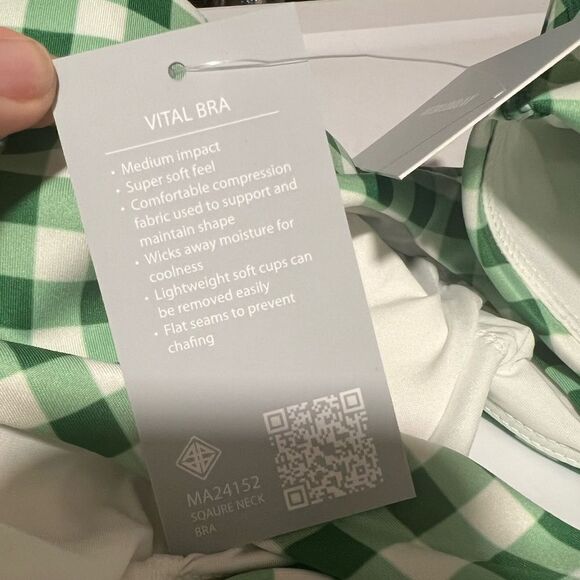 VITAL BRA
• Medium impact
• Super soft feel
• Comfortable compression
fabric used to support and
maintain shape
• Wicks away moisture for
coolness
• Lightweight soft cups can
be removed easily
• Flat seams to prevent
chafing
MA24152
SQAURE NECK
BRA